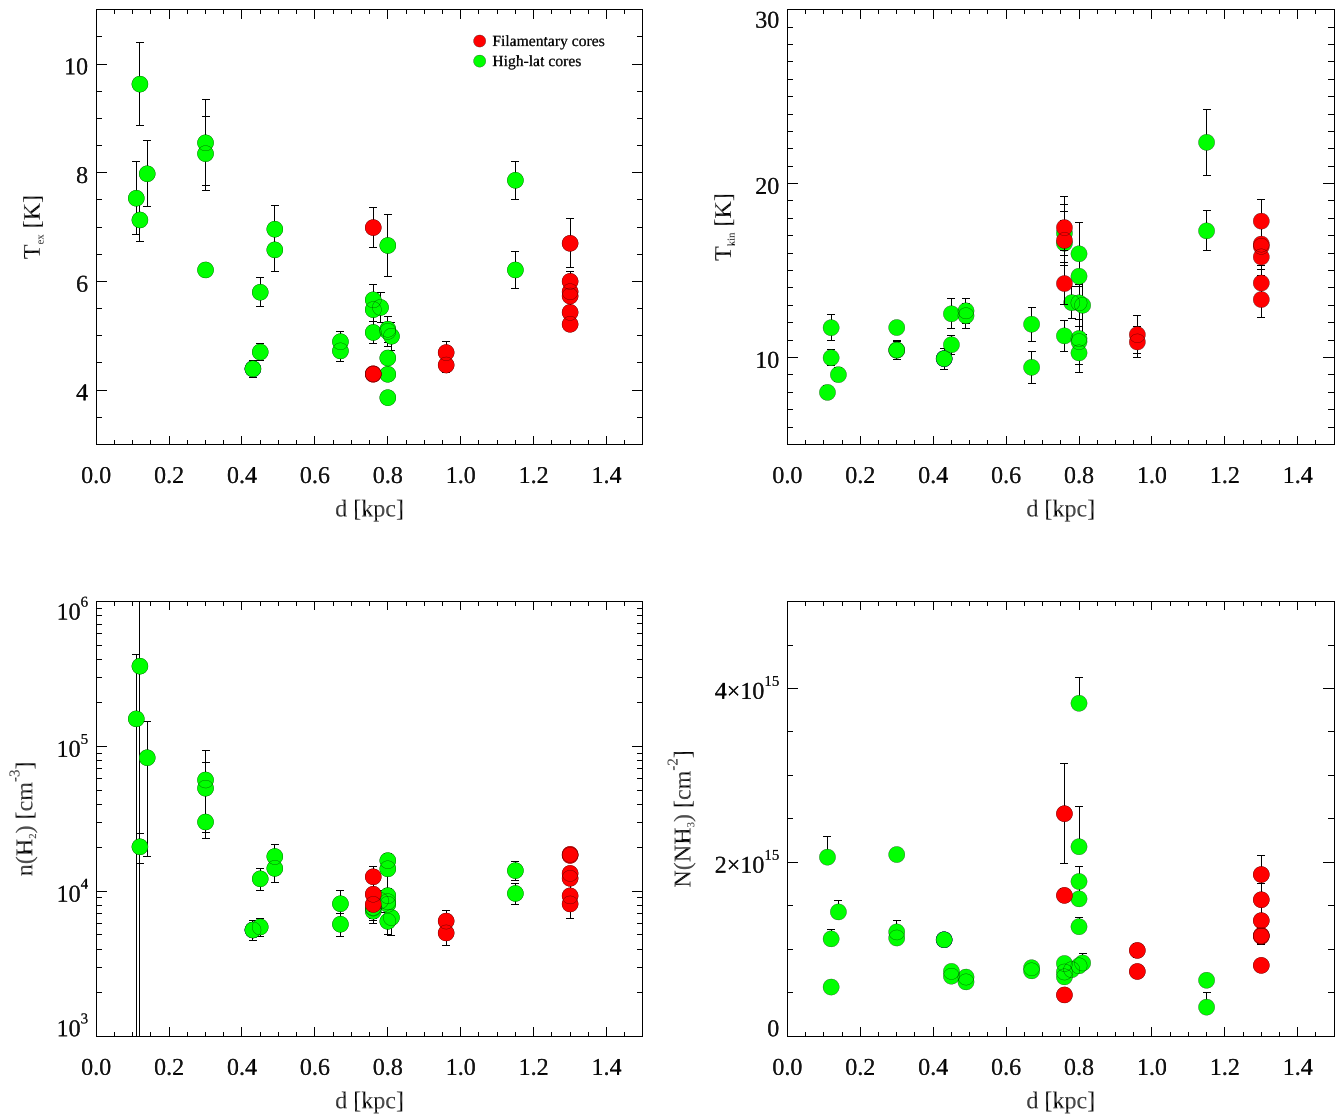 Filamentary cores
High-lat cores
10
8
6
4
T_ex [K]
0.0 0.2 0.4 0.6 0.8 1.0 1.2 1.4
d [kpc]
30
20
10
T_kin [K]
0.0 0.2 0.4 0.6 0.8 1.0 1.2 1.4
d [kpc]
10^6
10^5
10^4
10^3
n(H_2) [cm^-3]
0.0 0.2 0.4 0.6 0.8 1.0 1.2 1.4
d [kpc]
4×10^15
2×10^15
0
N(NH_3) [cm^-2]
0.0 0.2 0.4 0.6 0.8 1.0 1.2 1.4
d [kpc]